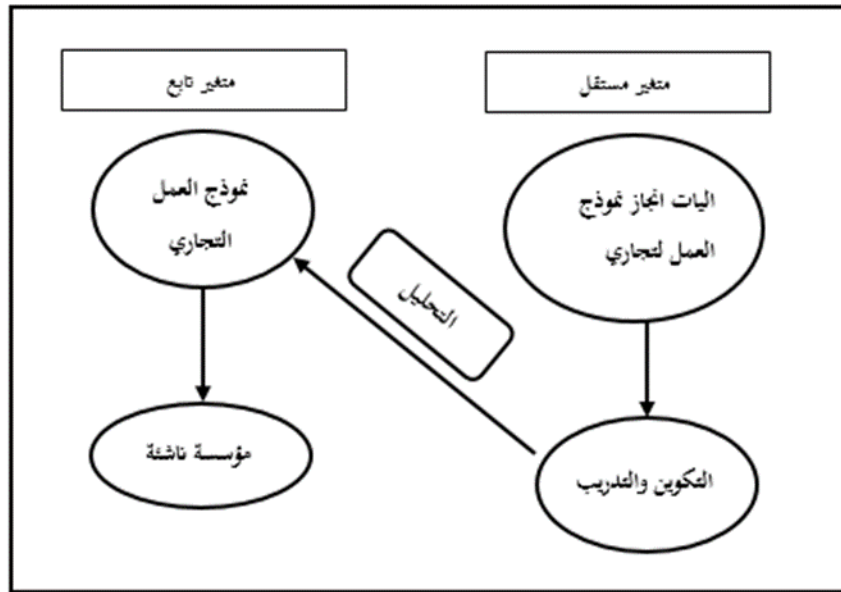 متغير مستقل
متغير تابع
اليات انجاز نموذج
العمل لتجاري
نموذج العمل
التجاري
التحليل
التكوين والتدريب
مؤسسة ناشئة